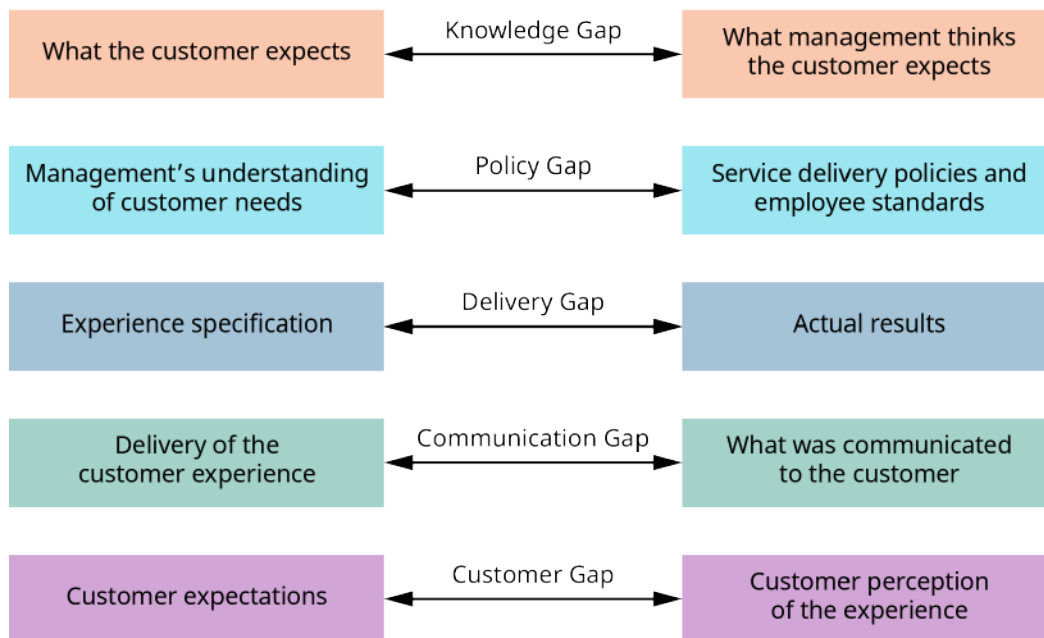 What the customer expects
Knowledge Gap
What management thinks
the customer expects
Management’s understanding
of customer needs
Policy Gap
Service delivery policies and
employee standards
Experience specification
Delivery Gap
Actual results
Delivery of the
customer experience
Communication Gap
What was communicated
to the customer
Customer expectations
Customer Gap
Customer perception
of the experience